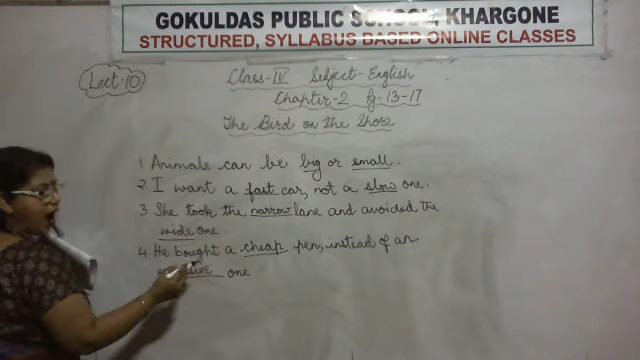 GOKULDAS PUBLIC SCHOOL, KHARGONE
STRUCTURED, SYLLABUS BASED ONLINE CLASSES
Lect-10
Class-IV Subject-English
Chapter-2 Pg-13-17
The Bird on the Shore
1. Animals can be big or small.
2. I want a fast car, not a slow one.
3. She took the narrow lane and avoided the
wide one.
4. He bought a cheap pen, instead of an
one.